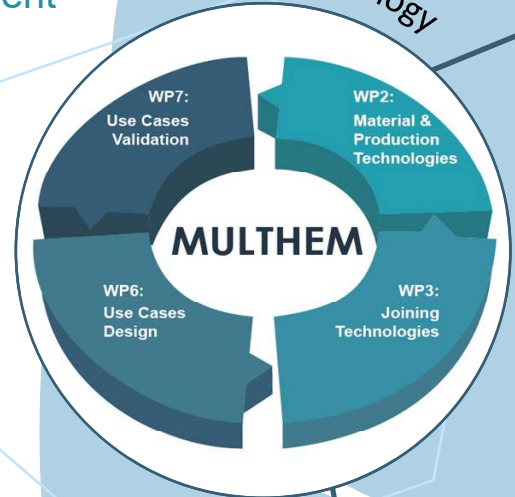 WP7:
Use Cases
Validation
WP2:
Material &
Production
Technologies
MULTHEM
WP6:
Use Cases
Design
WP3:
Joining
Technologies